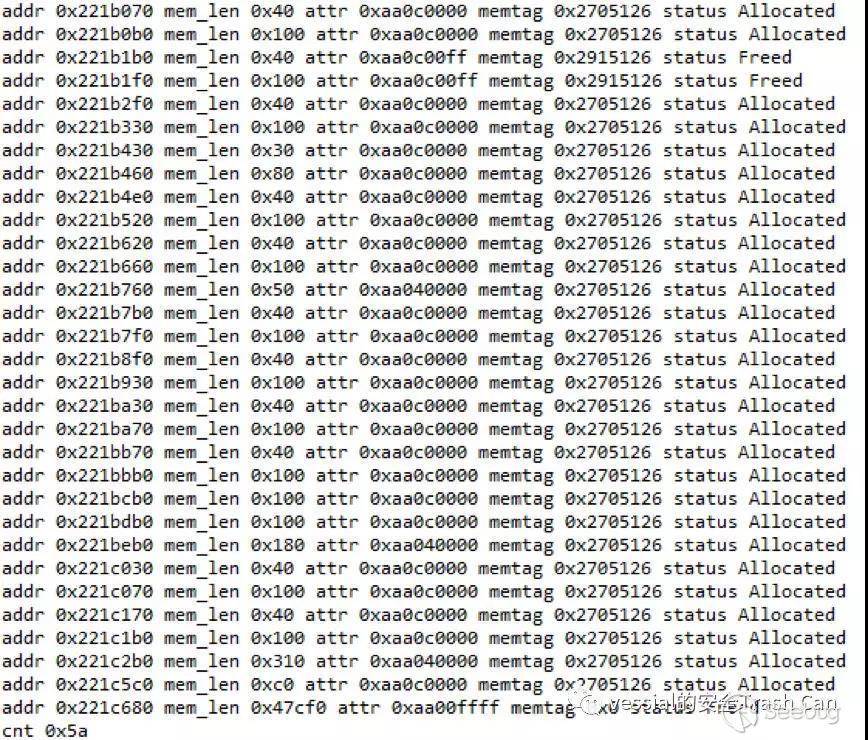 addr 0x221b070 mem_len 0x40 attr 0xaa0c0000 memtag 0x2705126 status Allocated
addr 0x221b0b0 mem_len 0x100 attr 0xaa0c0000 memtag 0x2705126 status Allocated
addr 0x221b1b0 mem_len 0x40 attr 0xaa0c00ff memtag 0x2915126 status Freed
addr 0x221b1f0 mem_len 0x100 attr 0xaa0c00ff memtag 0x2915126 status Freed
addr 0x221b2f0 mem_len 0x40 attr 0xaa0c0000 memtag 0x2705126 status Allocated
addr 0x221b330 mem_len 0x100 attr 0xaa0c0000 memtag 0x2705126 status Allocated
addr 0x221b430 mem_len 0x30 attr 0xaa0c0000 memtag 0x2705126 status Allocated
addr 0x221b460 mem_len 0x80 attr 0xaa0c0000 memtag 0x2705126 status Allocated
addr 0x221b4e0 mem_len 0x40 attr 0xaa0c0000 memtag 0x2705126 status Allocated
addr 0x221b520 mem_len 0x100 attr 0xaa0c0000 memtag 0x2705126 status Allocated
addr 0x221b620 mem_len 0x40 attr 0xaa0c0000 memtag 0x2705126 status Allocated
addr 0x221b660 mem_len 0x100 attr 0xaa0c0000 memtag 0x2705126 status Allocated
addr 0x221b760 mem_len 0x50 attr 0xaa040000 memtag 0x2705126 status Allocated
addr 0x221b7b0 mem_len 0x40 attr 0xaa0c0000 memtag 0x2705126 status Allocated
addr 0x221b7f0 mem_len 0x100 attr 0xaa0c0000 memtag 0x2705126 status Allocated
addr 0x221b8f0 mem_len 0x40 attr 0xaa0c0000 memtag 0x2705126 status Allocated
addr 0x221b930 mem_len 0x100 attr 0xaa0c0000 memtag 0x2705126 status Allocated
addr 0x221ba30 mem_len 0x40 attr 0xaa0c0000 memtag 0x2705126 status Allocated
addr 0x221ba70 mem_len 0x100 attr 0xaa0c0000 memtag 0x2705126 status Allocated
addr 0x221bb70 mem_len 0x40 attr 0xaa0c0000 memtag 0x2705126 status Allocated
addr 0x221bbb0 mem_len 0x100 attr 0xaa0c0000 memtag 0x2705126 status Allocated
addr 0x221bcb0 mem_len 0x100 attr 0xaa0c0000 memtag 0x2705126 status Allocated
addr 0x221bdb0 mem_len 0x100 attr 0xaa0c0000 memtag 0x2705126 status Allocated
addr 0x221beb0 mem_len 0x180 attr 0xaa040000 memtag 0x2705126 status Allocated
addr 0x221c030 mem_len 0x40 attr 0xaa0c0000 memtag 0x2705126 status Allocated
addr 0x221c070 mem_len 0x100 attr 0xaa0c0000 memtag 0x2705126 status Allocated
addr 0x221c170 mem_len 0x40 attr 0xaa0c0000 memtag 0x2705126 status Allocated
addr 0x221c1b0 mem_len 0x100 attr 0xaa0c0000 memtag 0x2705126 status Allocated
addr 0x221c2b0 mem_len 0x310 attr 0xaa040000 memtag 0x2705126 status Allocated
addr 0x221c5c0 mem_len 0xc0 attr 0xaa0c0000 memtag 0x2705126 status Allocated
addr 0x221c680 mem_len 0x47cf0 attr 0xaa00ffff memtag 0x0 status
vessial的安全Trash Can
Seebug
cnt 0x5a